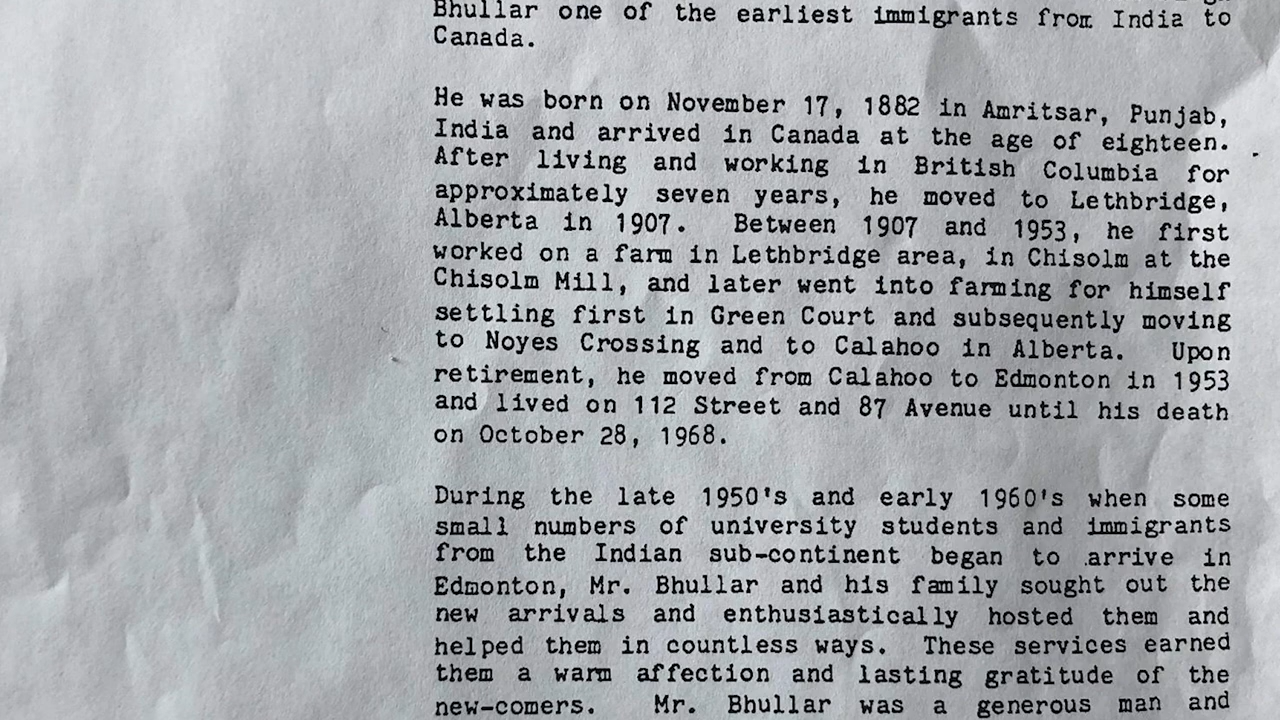 Bhullar one of the earliest immigrants from India to
Canada.
He was born on November 17, 1882 in Amritsar, Punjab,
India and arrived in Canada at the age of eighteen.
After living and working in British Columbia for
approximately seven years, he moved to Lethbridge,
Alberta in 1907. Between 1907 and 1953, he first
worked on a farm in Lethbridge area, in Chisolm at the
Chisolm Mill, and later went into farming for himself
settling first in Green Court and subsequently moving
to Noyes Crossing and to Calahoo in Alberta. Upon
retirement, he moved from Calahoo to Edmonton in 1953
and lived on 112 Street and 87 Avenue until his death
on October 28, 1968.
During the late 1950's and early 1960's when some
small numbers of university students and immigrants
from the Indian sub-continent began to arrive in
Edmonton, Mr. Bhullar and his family sought out the
new arrivals and enthusiastically hosted them and
helped them in countless ways. These services earned
them a warm affection and lasting gratitude of the
new-comers. Mr. Bhullar was a generous man and